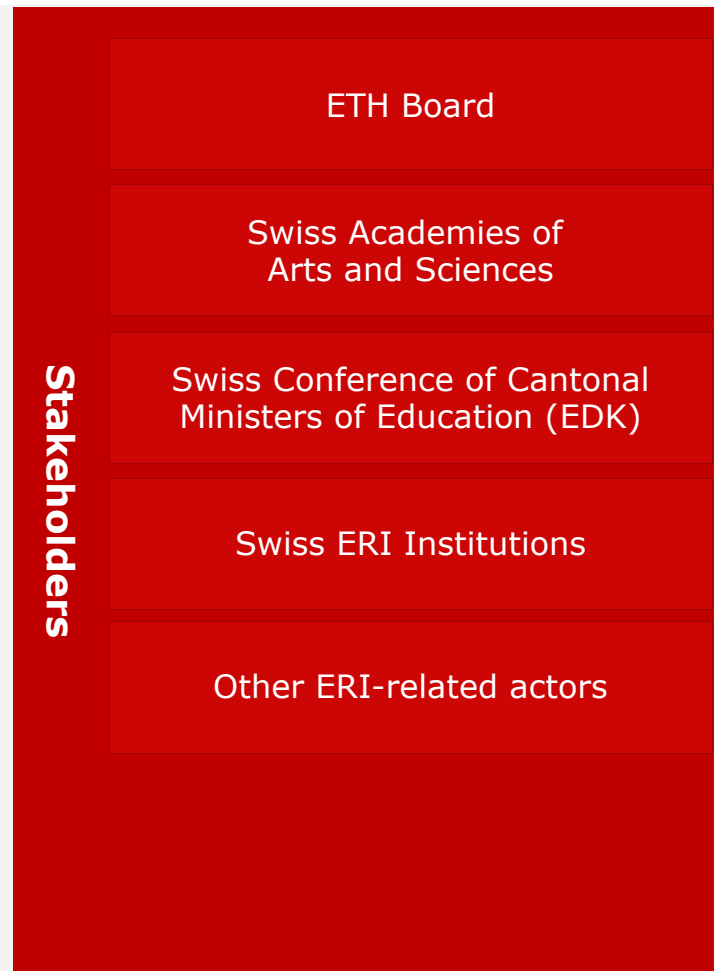 Stakeholders
ETH Board
Swiss Academies of
Arts and Sciences
Swiss Conference of Cantonal
Ministers of Education (EDK)
Swiss ERI Institutions
Other ERI-related actors